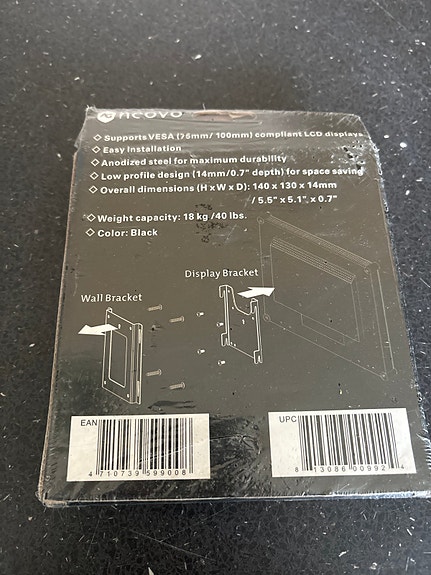 neovo
◇ Supports VESA (76mm/ 100mm) compliant LCD displays
◇ Easy Installation
◇ Anodized steel for maximum durability
◇ Low profile design (14mm/0.7" depth) for space saving
◇ Overall dimensions (H x W x D): 140 x 130 x 14mm
/ 5.5" x 5.1" x 0.7"
◇ Weight capacity: 18 kg /40 lbs.
◇ Color: Black
Display Bracket
Wall Bracket
EAN
4 710739 599008
UPC
8 13086 00992 4